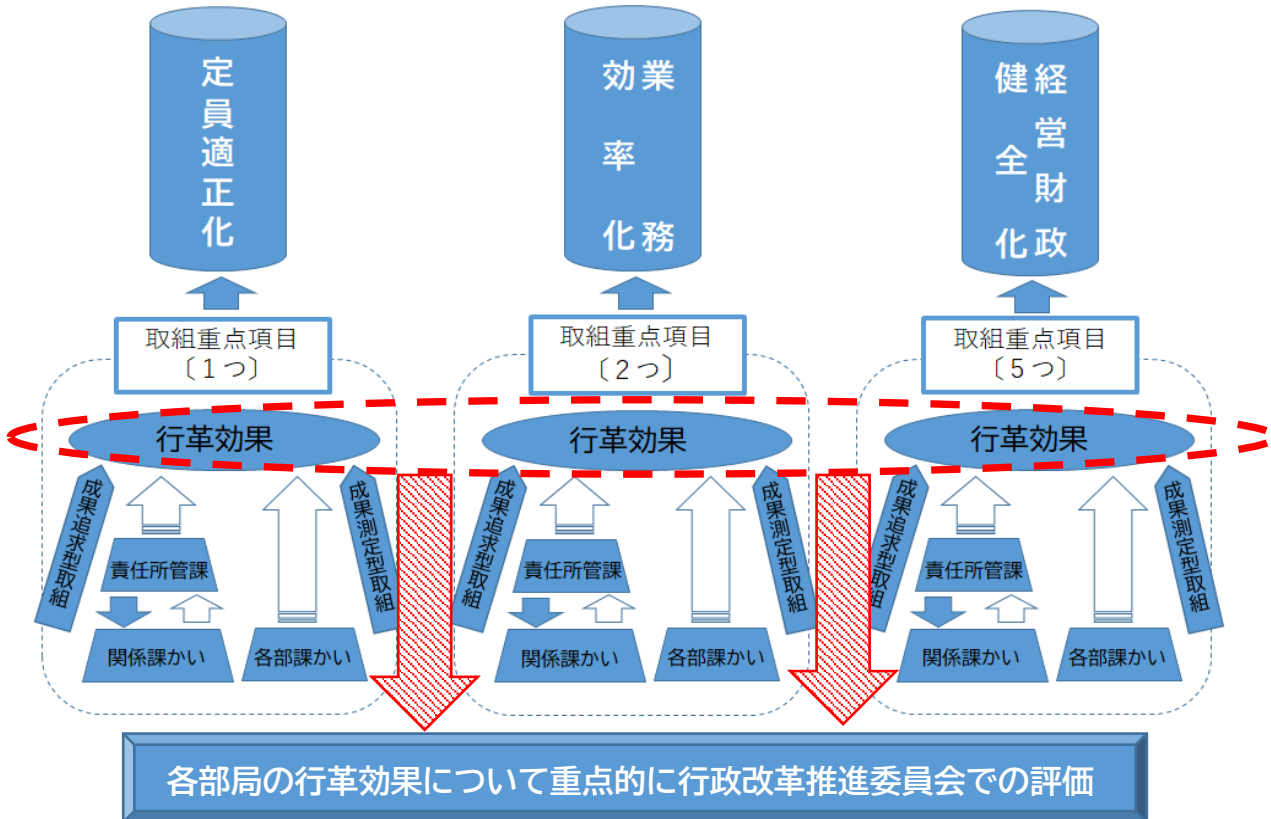 定員適正化
業務
効率化
経営財政
健全化
取組重点項目
〔１つ〕
取組重点項目
〔２つ〕
取組重点項目
〔５つ〕
行革効果
行革効果
行革効果
成果追求型取組
責任所管課
関係課かい
各部課かい
成果測定型取組
成果追求型取組
責任所管課
関係課かい
各部課かい
成果測定型取組
成果追求型取組
責任所管課
関係課かい
各部課かい
成果測定型取組
各部局の行革効果について重点的に行政改革推進委員会での評価